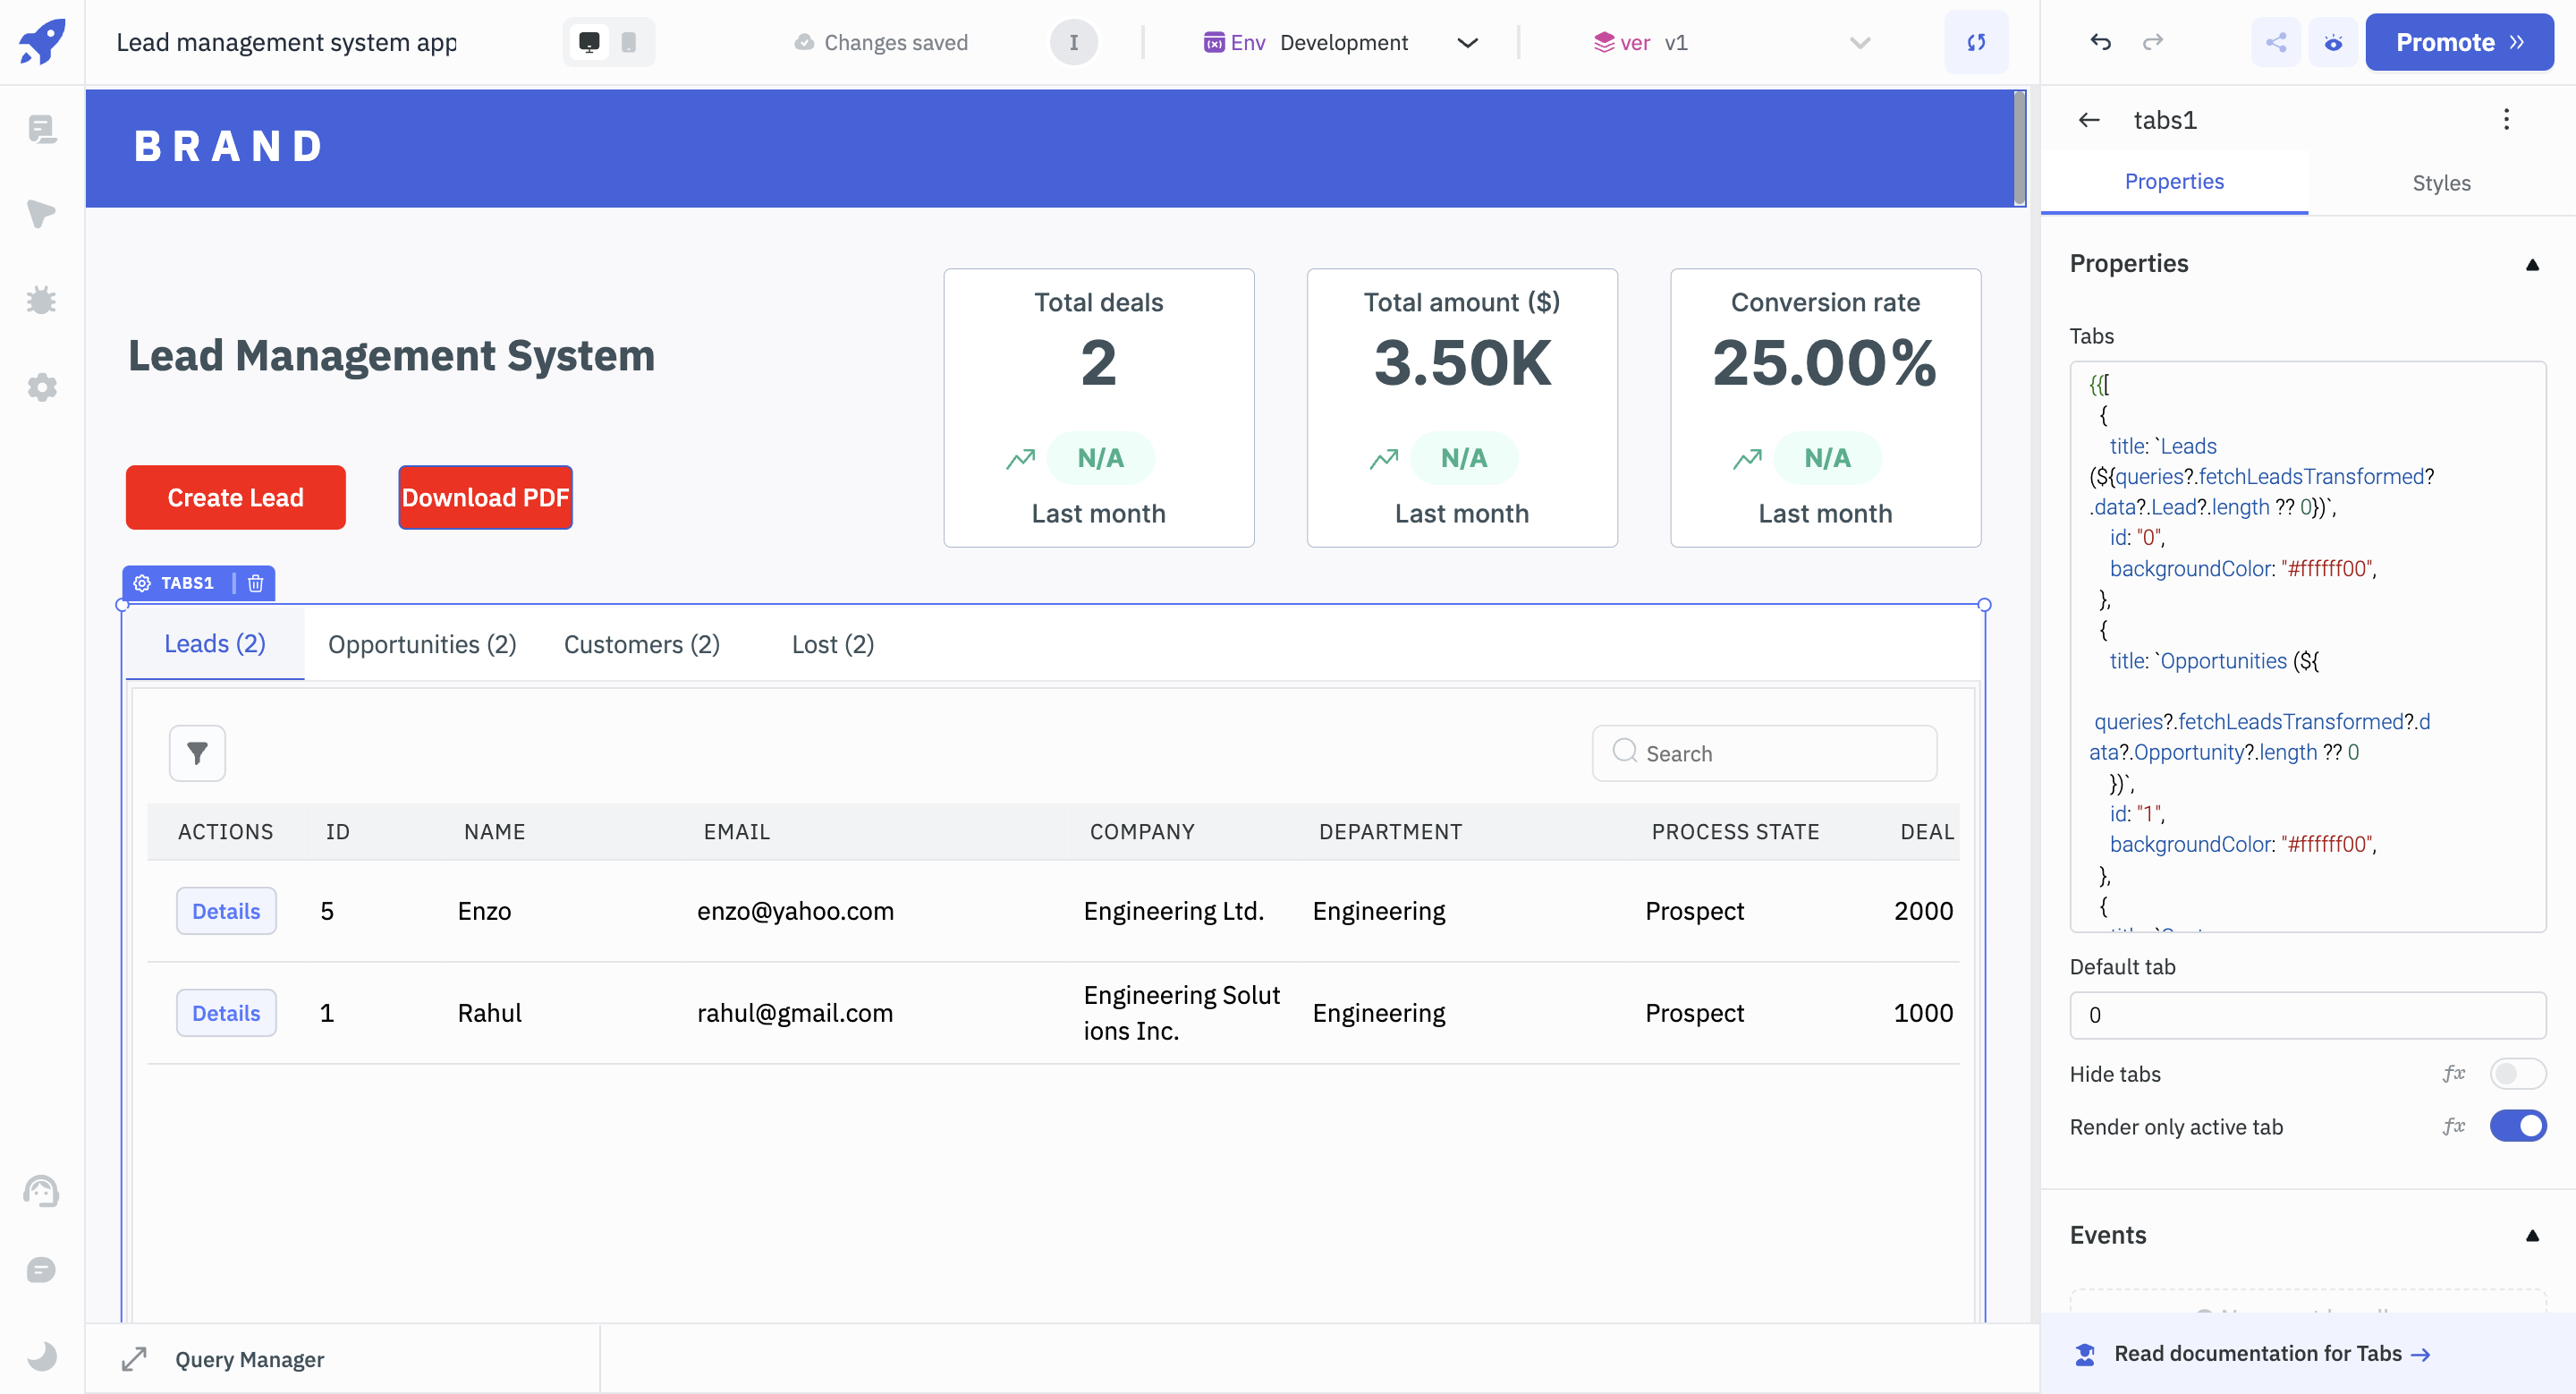 Lead management system app
Changes saved
I
Env Development
ver v1
Promote
BRAND
Lead Management System
Create Lead
Download PDF
Total deals
2
N/A
Last month
Total amount ($)
3.50K
N/A
Last month
Conversion rate
25.00%
N/A
Last month
TABS1
Leads (2) Opportunities (2) Customers (2) Lost (2)
Search
ACTIONS ID NAME EMAIL COMPANY DEPARTMENT PROCESS STATE DEAL
Details 5 Enzo enzo@yahoo.com Engineering Ltd. Engineering Prospect 2000
Details 1 Rahul rahul@gmail.com Engineering Solut
ions Inc. Engineering Prospect 1000
Query Manager
tabs1
Properties Styles
Properties
Tabs
{{[
{
title: `Leads
(${queries?.fetchLeadsTransformed?
.data?.Lead?.length ?? 0})`,
id: "0",
backgroundColor: "#ffffff00",
},
{
title: `Opportunities (${
queries?.fetchLeadsTransformed?.d
ata?.Opportunity?.length ?? 0
})`,
id: "1",
backgroundColor: "#ffffff00",
},
{
Default tab
0
Hide tabs fx
Render only active tab fx
Events
Read documentation for Tabs →